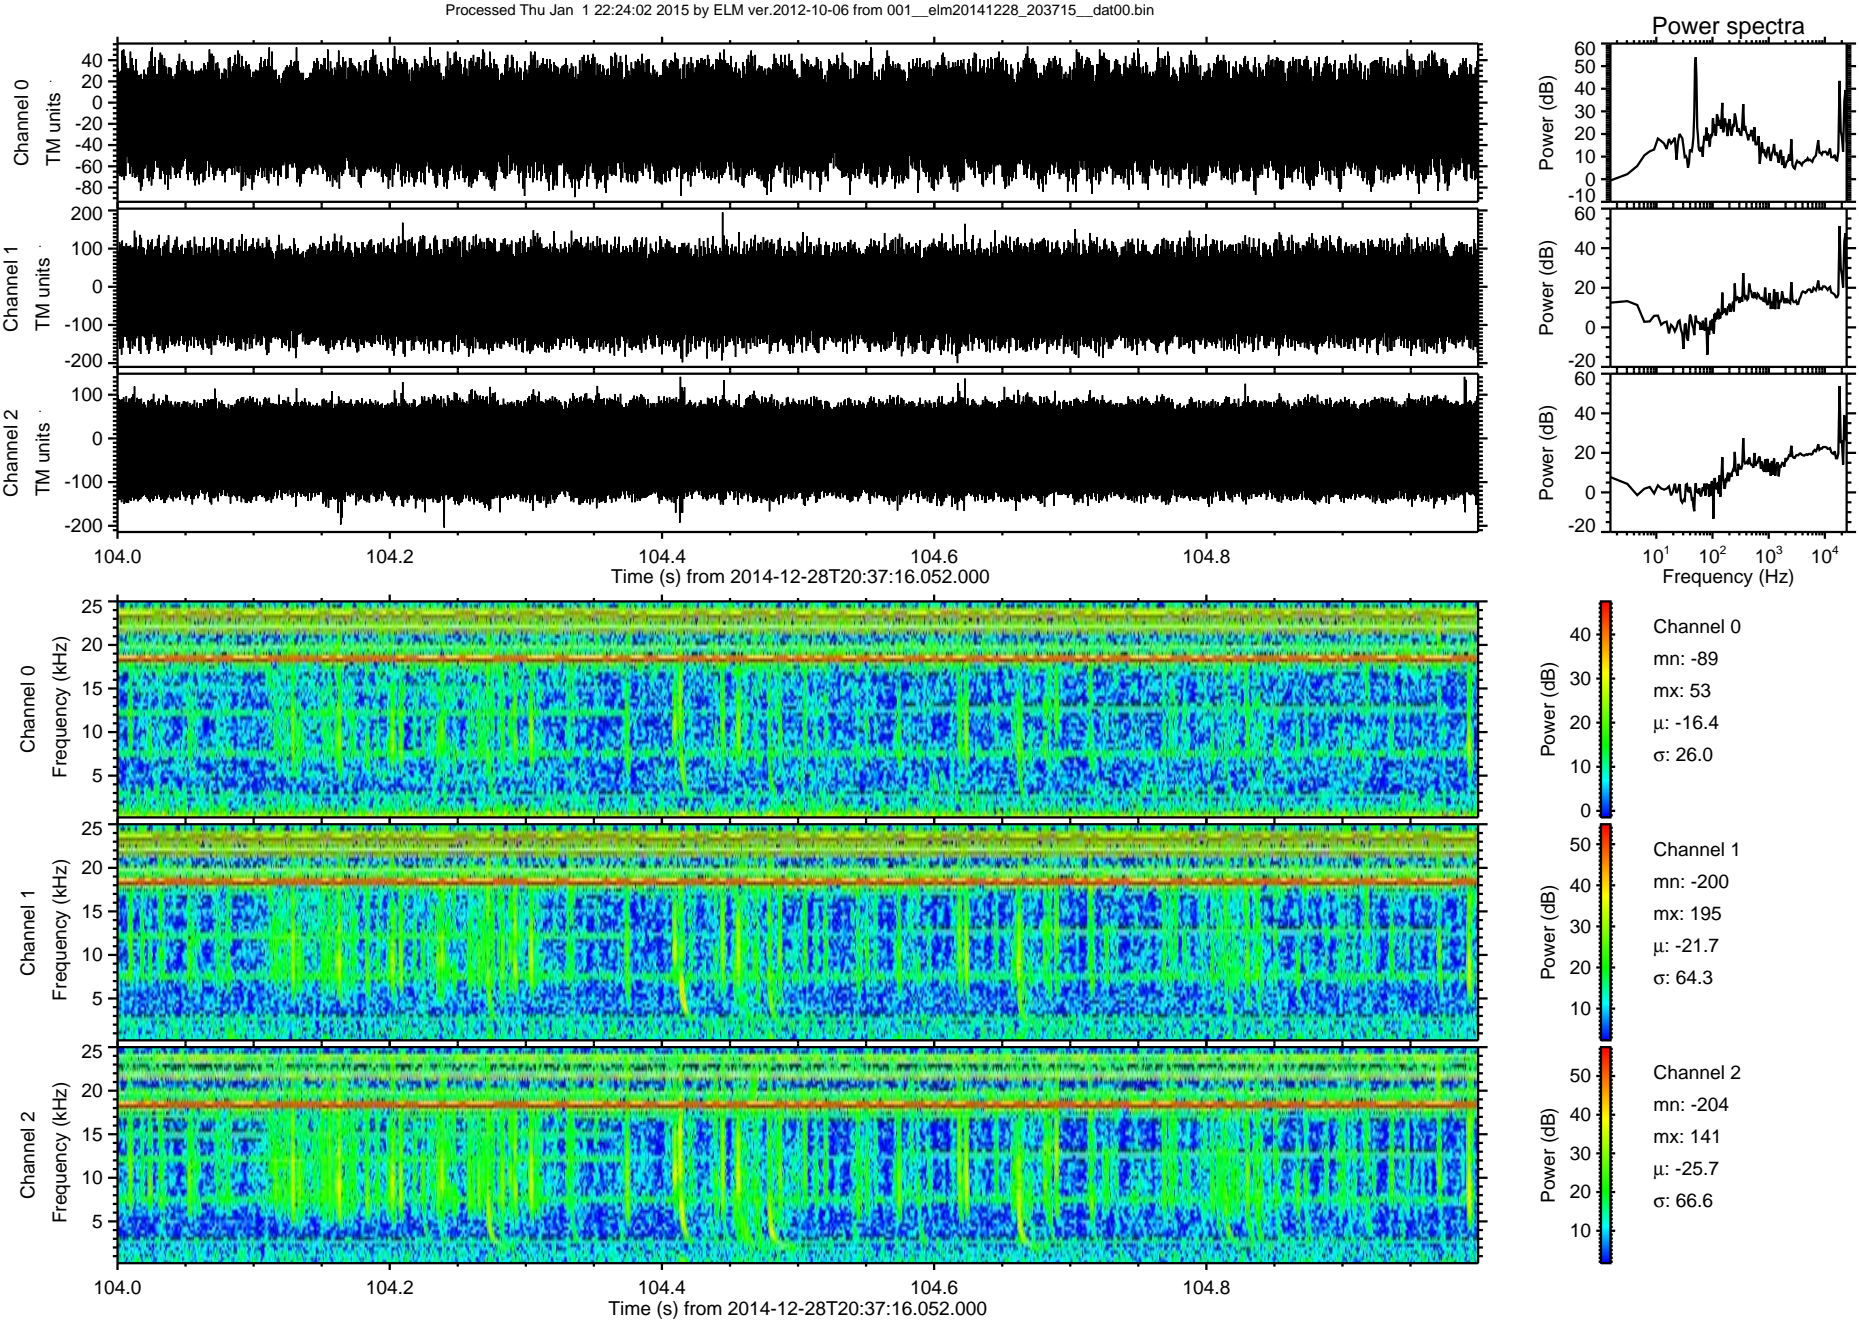 Processed Thu Jan  1 22:24:02 2015 by ELM ver.2012-10-06 from 001__elm20141228_203715__dat00.bin
Power spectra
Channel 0
TM units
40
20
0
-20
-40
-60
-80
Power (dB)
60
50
40
30
20
10
0
-10
Channel 1
TM units
200
100
0
-100
-200
Power (dB)
60
40
20
0
-20
Channel 2
TM units
100
0
-100
-200
Power (dB)
60
40
20
0
-20
104.0 104.2 104.4 104.6 104.8
Time (s) from 2014-12-28T20:37:16.052.000
10¹ 10² 10³ 10⁴
Frequency (Hz)
Channel 0
Frequency (kHz)
25
20
15
10
5
Power (dB)
40
30
20
10
0
Channel 0
mn: -89
mx: 53
μ: -16.4
σ: 26.0
Channel 1
Frequency (kHz)
25
20
15
10
5
Power (dB)
50
40
30
20
10
Channel 1
mn: -200
mx: 195
μ: -21.7
σ: 64.3
Channel 2
Frequency (kHz)
25
20
15
10
5
Power (dB)
50
40
30
20
10
Channel 2
mn: -204
mx: 141
μ: -25.7
σ: 66.6
104.0 104.2 104.4 104.6 104.8
Time (s) from 2014-12-28T20:37:16.052.000